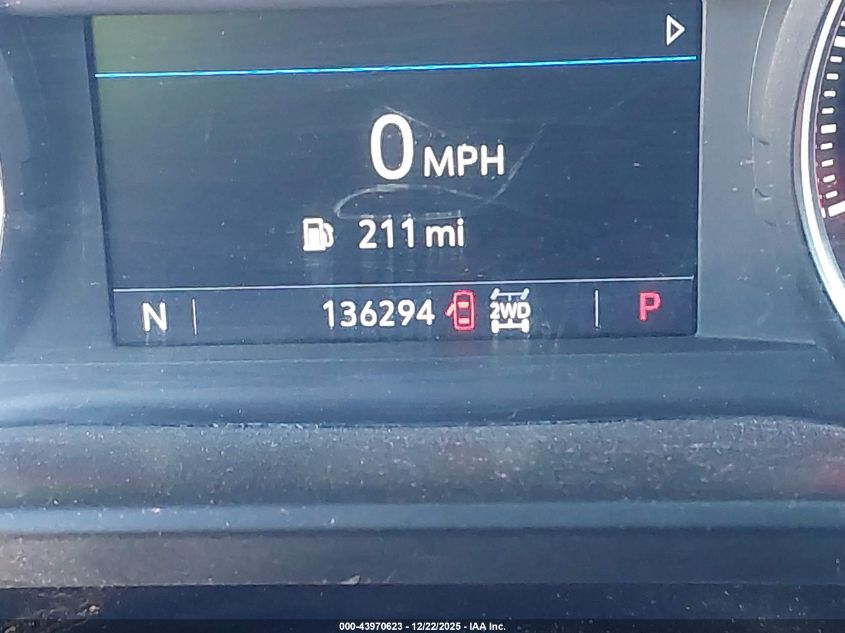 0 MPH
211 mi
N 136294 2WD P
000-43970623 - 12/22/2025 - IAA Inc.